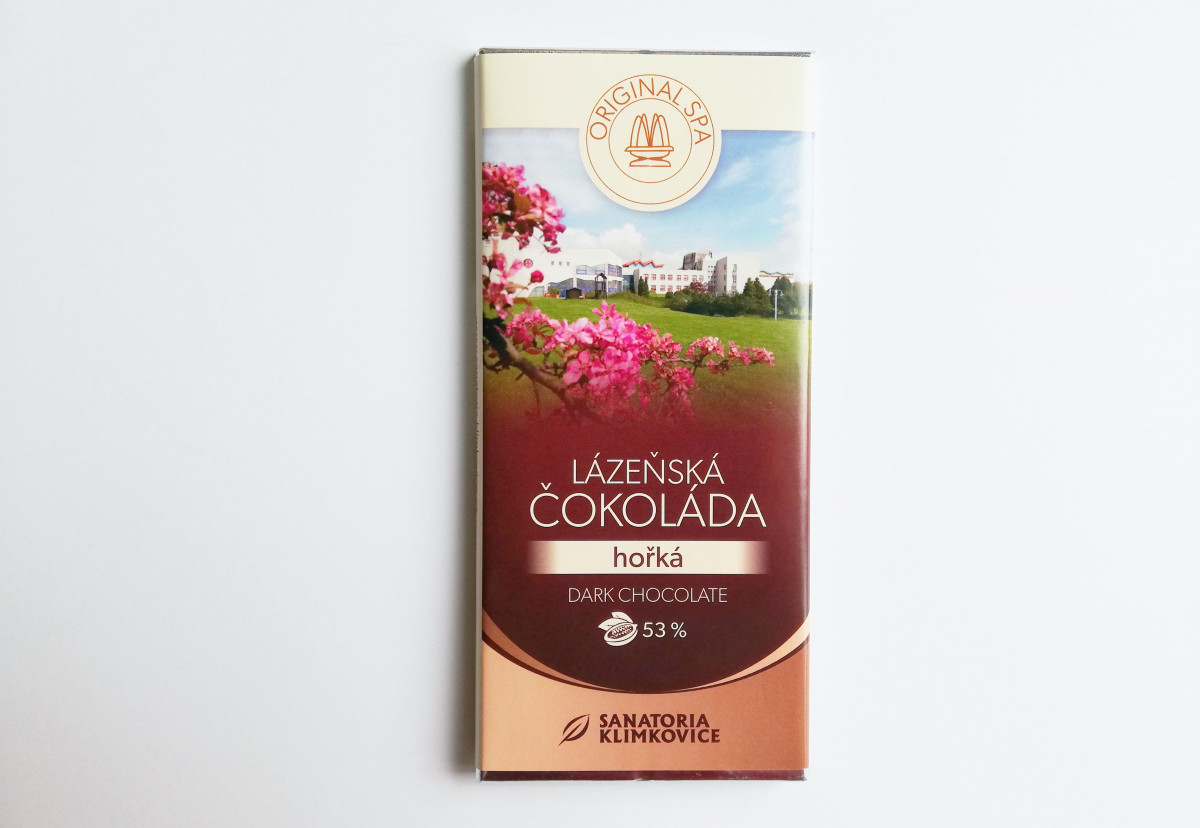 ORIGINAL SPA
LÁZEŇSKÁ
ČOKOLÁDA
hořká
DARK CHOCOLATE
53 %
SANATORIA
KLIMKOVICE